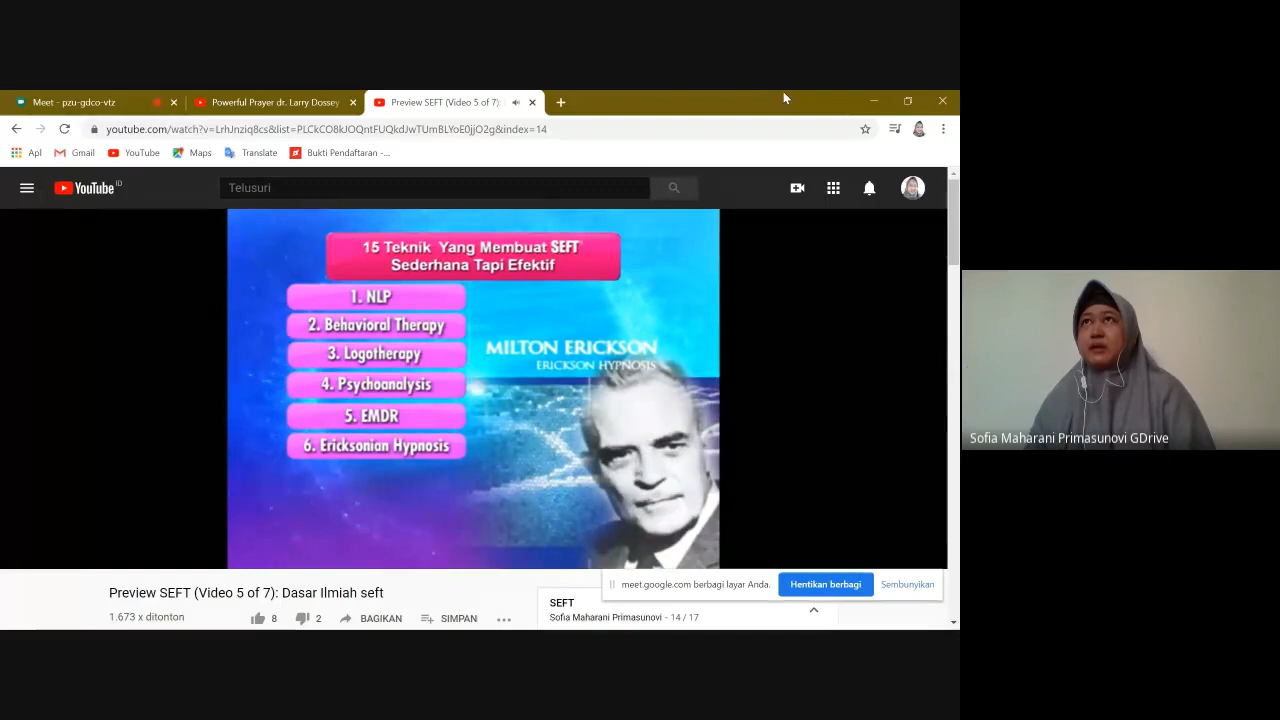 Meet - pzu-gdco-vtz
Powerful Prayer dr. Larry Dossey
Preview SEFT (Video 5 of 7):
youtube.com/watch?v=LrhJnziq8cs&list=PLCkCO8kJOQntFUQkdJwTUmBLYoE0jjO2g&index=14
Apl
Gmail
YouTube
Maps
Translate
Bukti Pendaftaran -...
YouTube ID
Telusuri
15 Teknik Yang Membuat SEFT
Sederhana Tapi Efektif
1. NLP
2. Behavioral Therapy
3. Logotherapy
4. Psychoanalysis
5. EMDR
6. Ericksonian Hypnosis
MILTON ERICKSON
ERICKSON HYPNOSIS
Sofia Maharani Primasunovi GDrive
meet.google.com berbagi layar Anda.
Hentikan berbagi
Sembunyikan
Preview SEFT (Video 5 of 7): Dasar Ilmiah seft
1.673 x ditonton
8
2
BAGIKAN
SIMPAN
SEFT
Sofia Maharani Primasunovi - 14 / 17